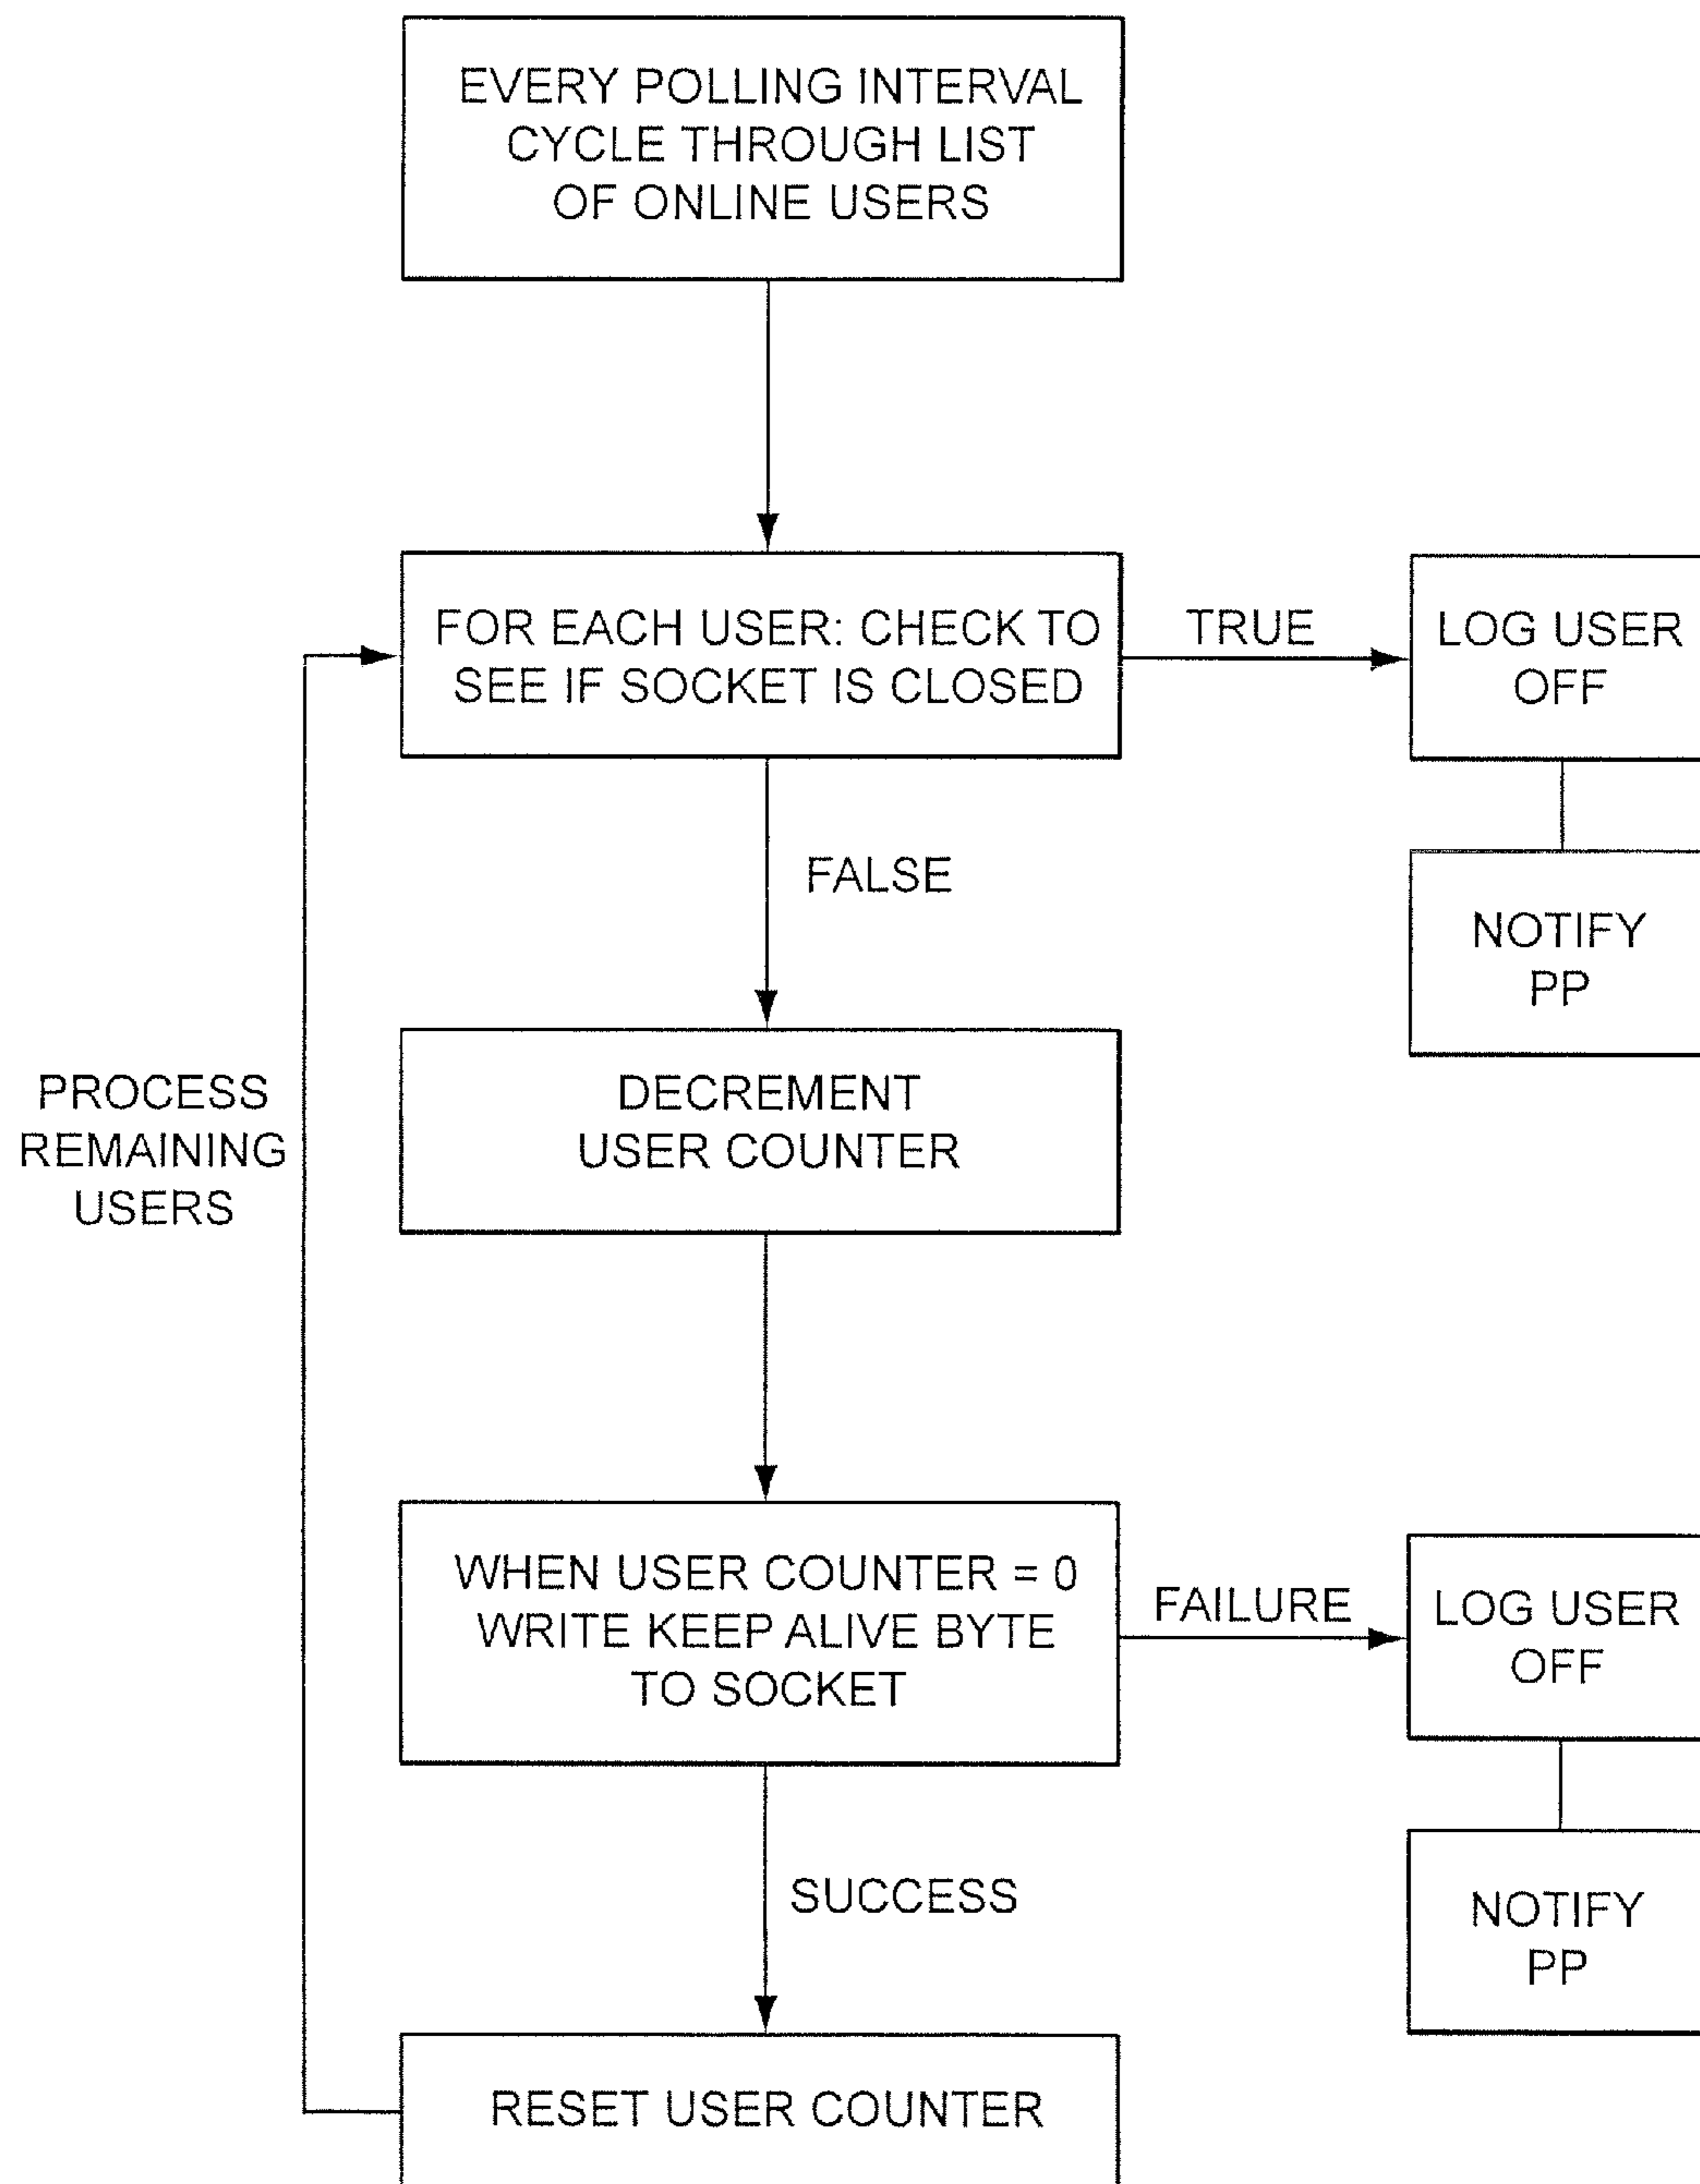 EVERY POLLING INTERVAL
CYCLE THROUGH LIST
OF ONLINE USERS
FOR EACH USER: CHECK TO
SEE IF SOCKET IS CLOSED
TRUE
LOG USER
OFF
NOTIFY
PP
FALSE
DECREMENT
USER COUNTER
PROCESS
REMAINING
USERS
WHEN USER COUNTER = 0
WRITE KEEP ALIVE BYTE
TO SOCKET
FAILURE
LOG USER
OFF
NOTIFY
PP
SUCCESS
RESET USER COUNTER